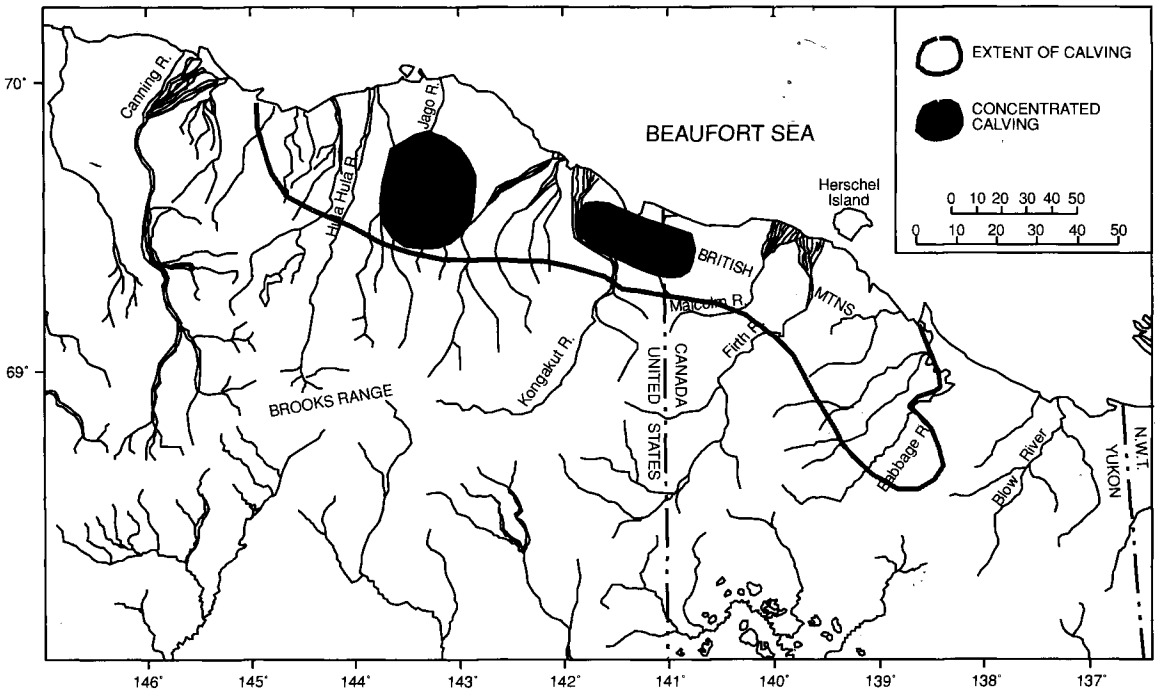 EXTENT OF CALVING
CONCENTRATED
CALVING
0 10 20 30 40 50
0 10 20 30 40 50
70°
69°
Canning R.
Jago R.
Hula Hula R.
BEAUFORT SEA
Herschel
Island
BRITISH
MTNS
Malcolm R.
Firth R.
Kongakut R.
BROOKS RANGE
CANADA
UNITED STATES
Babbage R.
Blow River
N.W.T.
YUKON
146° 145° 144° 143° 142° 141° 140° 139° 138° 137°